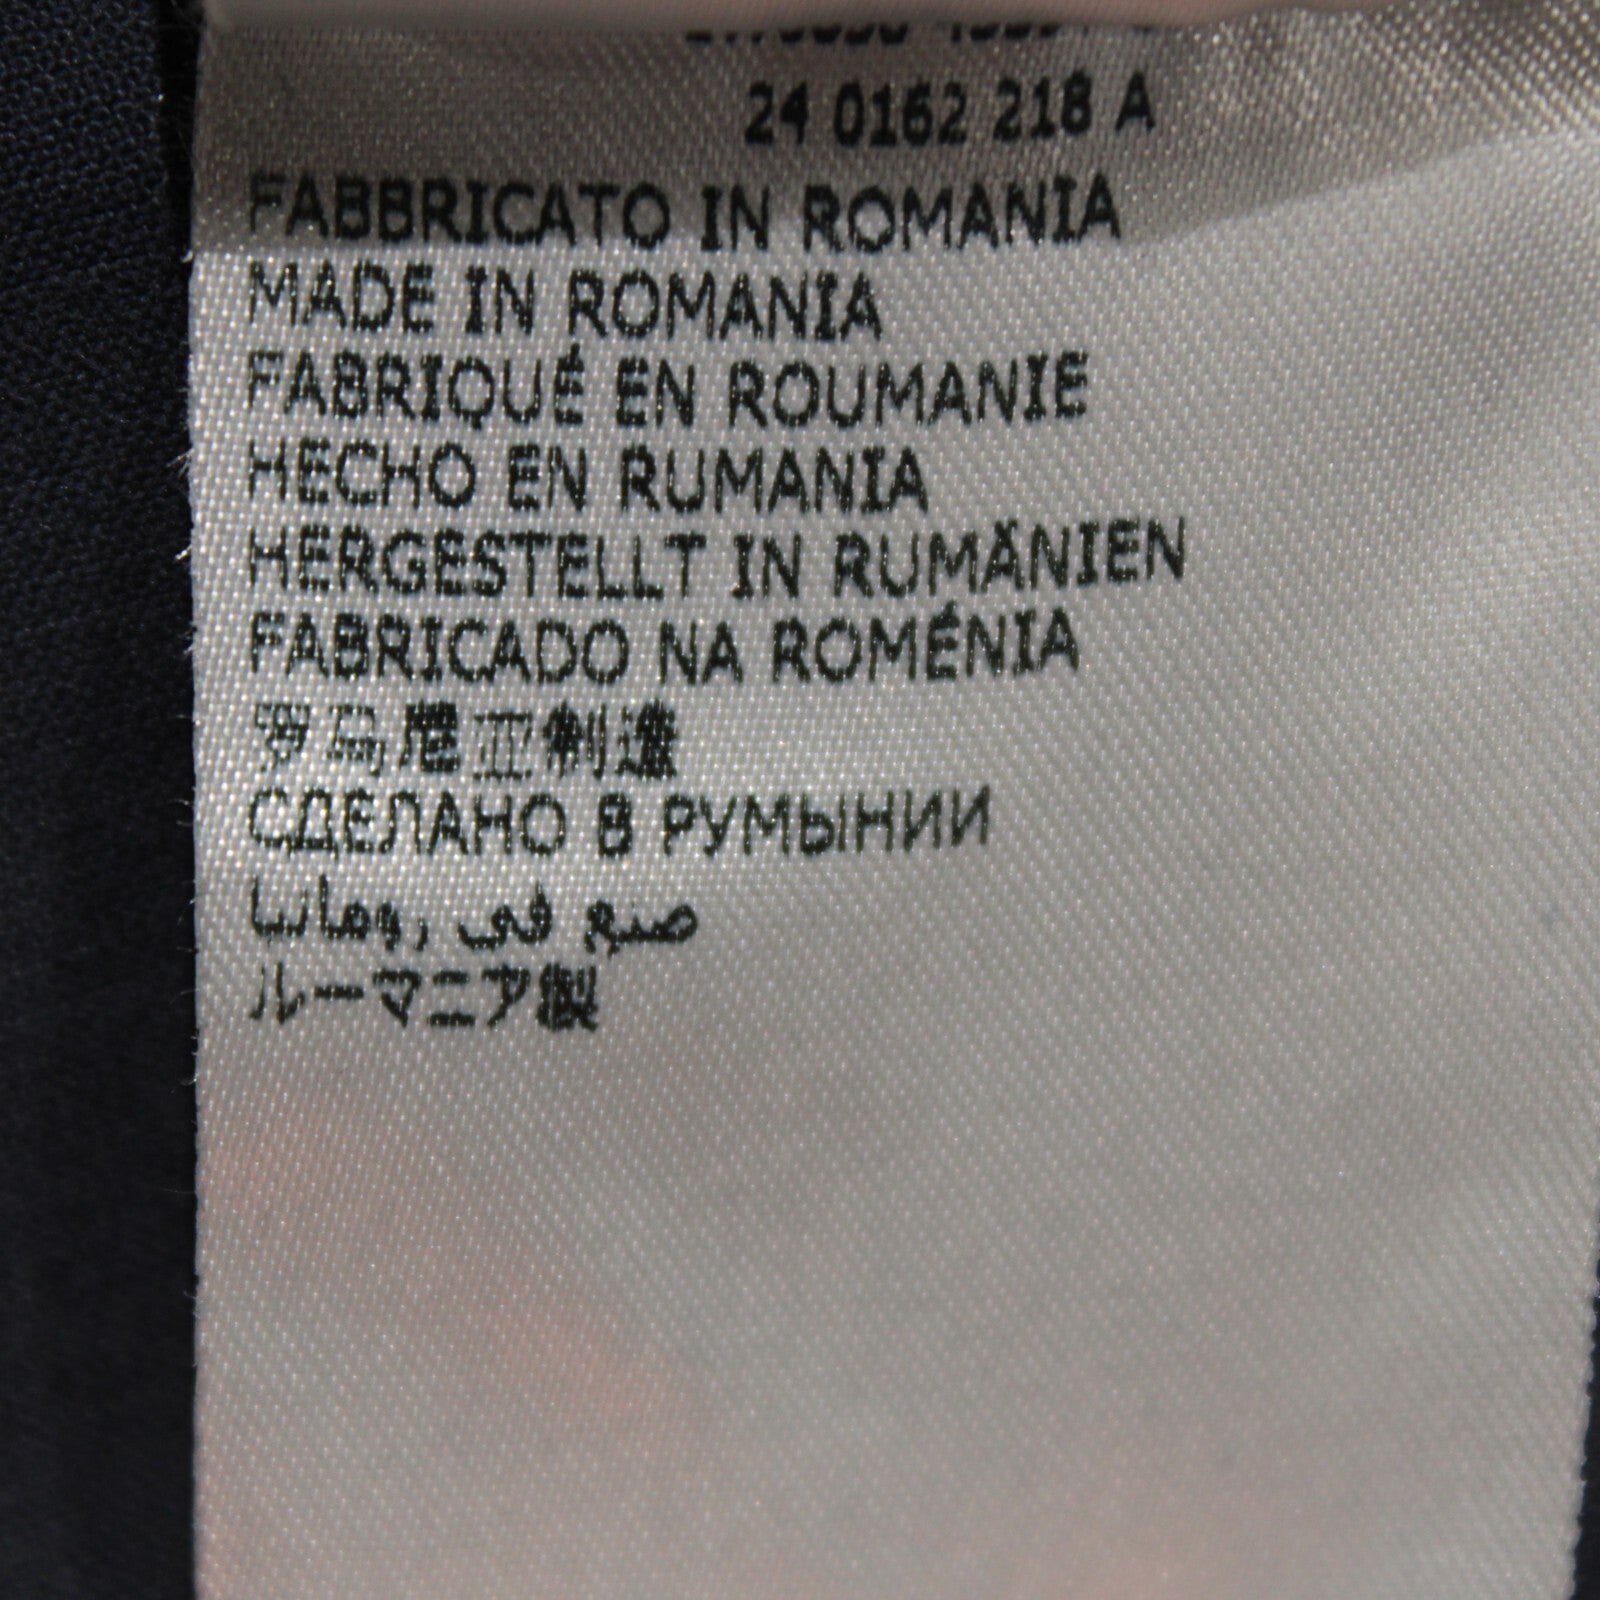 24 0162 218 A
FABBRICATO IN ROMANIA
MADE IN ROMANIA
FABRIQUÉ EN ROUMANIE
HECHO EN RUMANIA
HERGESTELLT IN RUMÄNIEN
FABRICADO NA ROMÉNIA
罗马尼亚制造
СДЕЛАНО В РУМЫНИИ
صنع في رومانيا
ルーマニア製